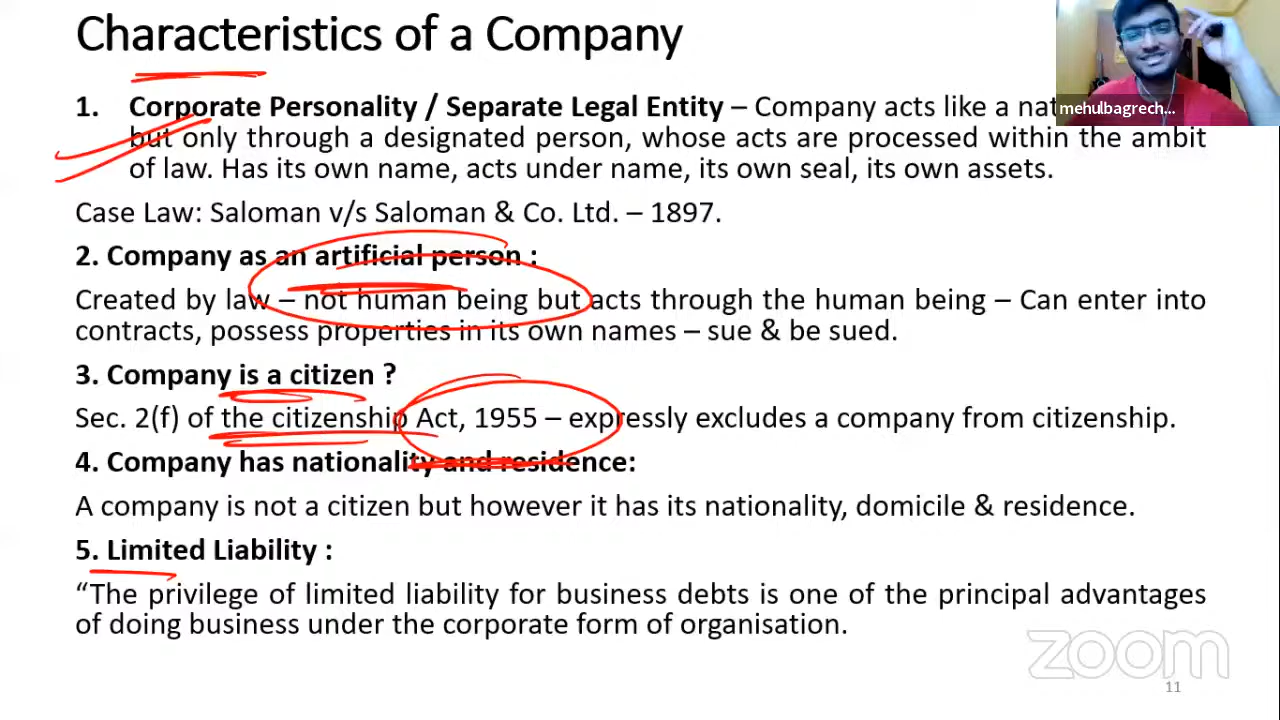 Characteristics of a Company
mehulbagrech...
1. Corporate Personality / Separate Legal Entity – Company acts like a nat
but only through a designated person, whose acts are processed within the ambit
of law. Has its own name, acts under name, its own seal, its own assets.
Case Law: Saloman v/s Saloman & Co. Ltd. – 1897.
2. Company as an artificial person :
Created by law – not human being but acts through the human being – Can enter into
contracts, possess properties in its own names – sue & be sued.
3. Company is a citizen ?
Sec. 2(f) of the citizenship Act, 1955 – expressly excludes a company from citizenship.
4. Company has nationality and residence:
A company is not a citizen but however it has its nationality, domicile & residence.
5. Limited Liability :
“The privilege of limited liability for business debts is one of the principal advantages
of doing business under the corporate form of organisation.
zoom
11